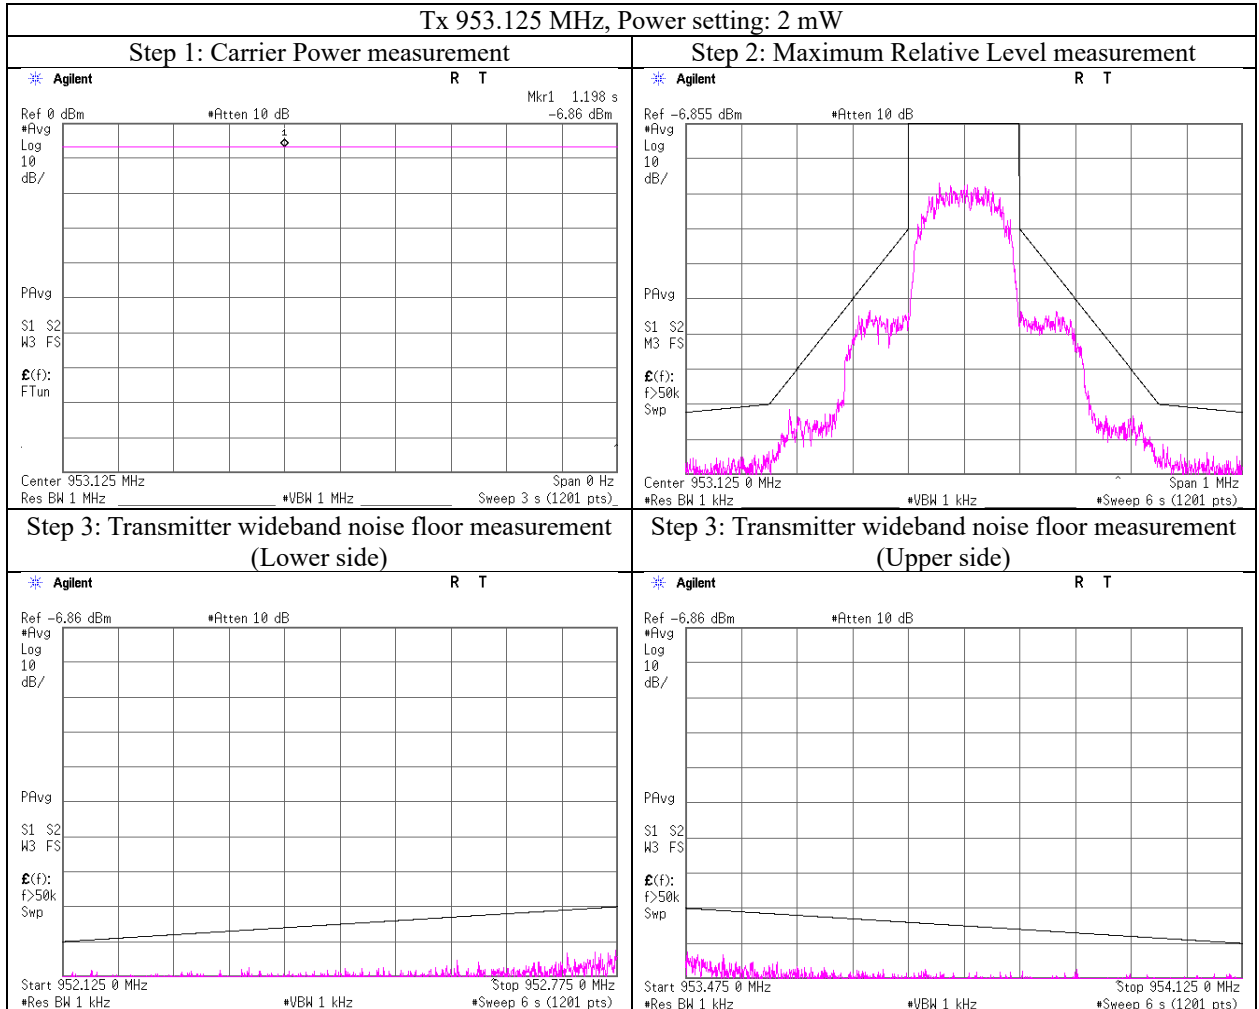 Tx 953.125 MHz, Power setting: 2 mW
Step 1: Carrier Power measurement
Agilent
R T
Mkr1 1.198 s
Ref 0 dBm
#Atten 10 dB
-6.86 dBm
#Avg
1
Log
10
dB/
PAvg
S1 S2
W3 FS
£(f):
FTun
Center 953.125 MHz
Span 0 Hz
Res BW 1 MHz
#VBW 1 MHz
Sweep 3 s (1201 pts)
Step 2: Maximum Relative Level measurement
Agilent
R T
Ref -6.855 dBm
#Atten 10 dB
#Avg
Log
10
dB/
PAvg
S1 S2
M3 FS
£(f):
f>50k
Swp
Center 953.125 0 MHz
Span 1 MHz
#Res BW 1 kHz
#VBW 1 kHz
#Sweep 6 s (1201 pts)
Step 3: Transmitter wideband noise floor measurement
(Lower side)
Agilent
R T
Ref -6.86 dBm
#Atten 10 dB
#Avg
Log
10
dB/
PAvg
S1 S2
W3 FS
£(f):
f>50k
Swp
Start 952.125 0 MHz
Stop 952.775 0 MHz
#Res BW 1 kHz
#VBW 1 kHz
#Sweep 6 s (1201 pts)
Step 3: Transmitter wideband noise floor measurement
(Upper side)
Agilent
R T
Ref -6.86 dBm
#Atten 10 dB
#Avg
Log
10
dB/
PAvg
S1 S2
W3 FS
£(f):
f>50k
Swp
Start 953.475 0 MHz
Stop 954.125 0 MHz
#Res BW 1 kHz
#VBW 1 kHz
#Sweep 6 s (1201 pts)